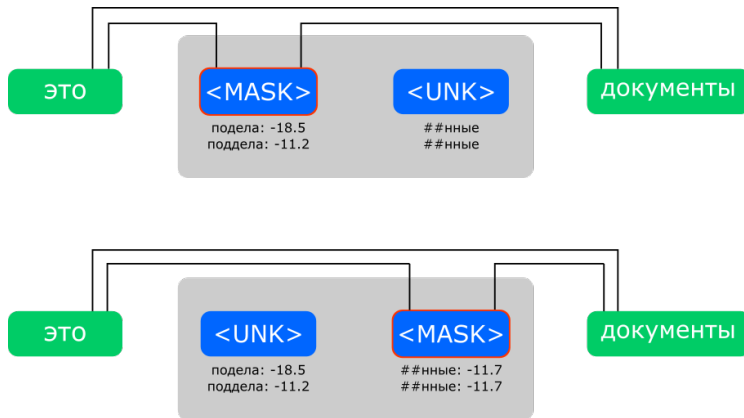 это <MASK> <UNK> документы
подела: -18.5 ##нные
поддела: -11.2 ##нные
это <UNK> <MASK> документы
подела: -18.5 ##нные: -11.7
поддела: -11.2 ##нные: -11.7